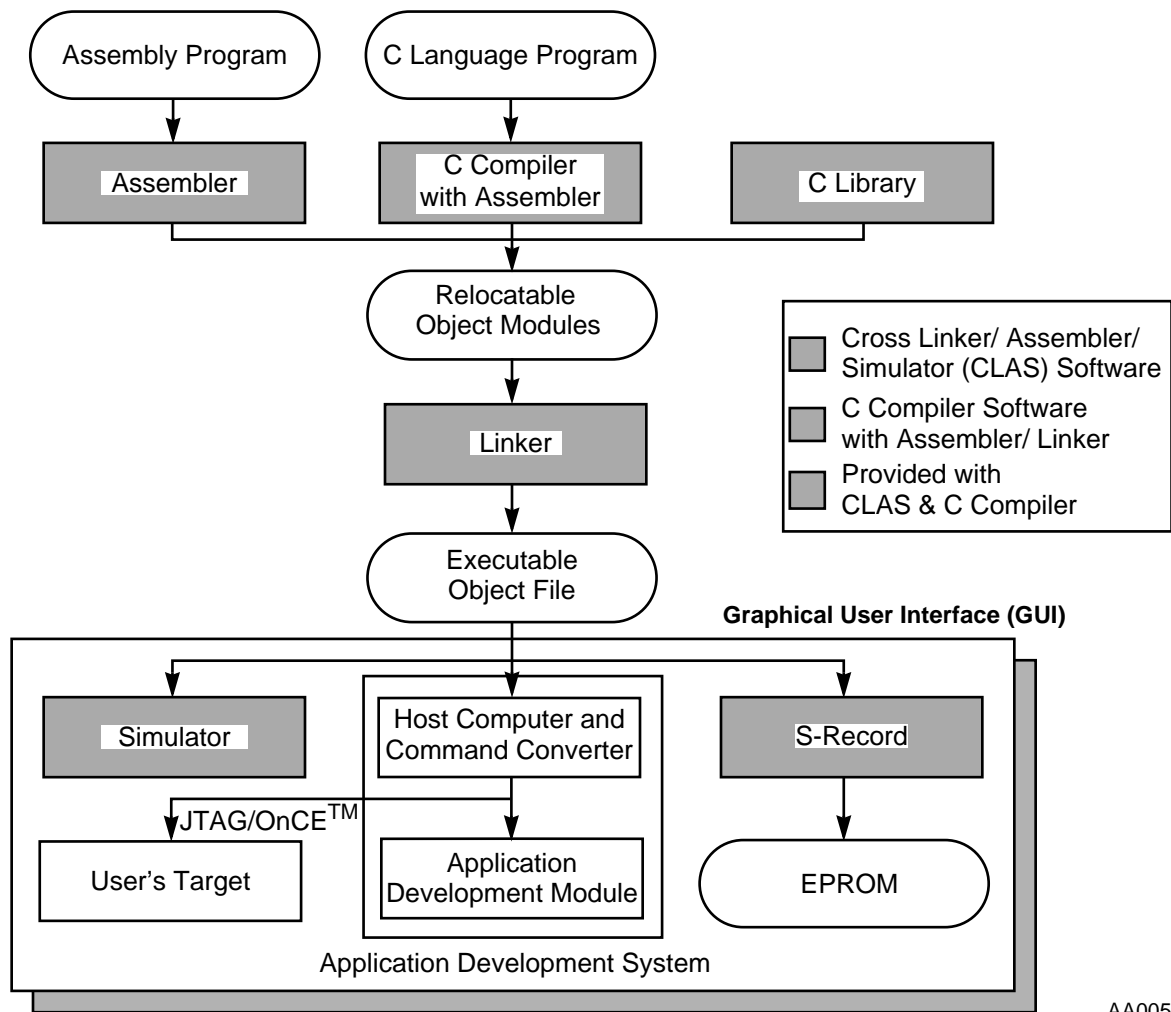 Assembly Program
C Language Program
Assembler
C Compiler
with Assembler
C Library
Relocatable
Object Modules
Cross Linker/ Assembler/
Simulator (CLAS) Software
C Compiler Software
with Assembler/ Linker
Provided with
CLAS & C Compiler
Linker
Executable
Object File
Graphical User Interface (GUI)
Simulator
Host Computer and
Command Converter
S-Record
JTAG/OnCE™
User's Target
Application
Development Module
EPROM
Application Development System
AA005